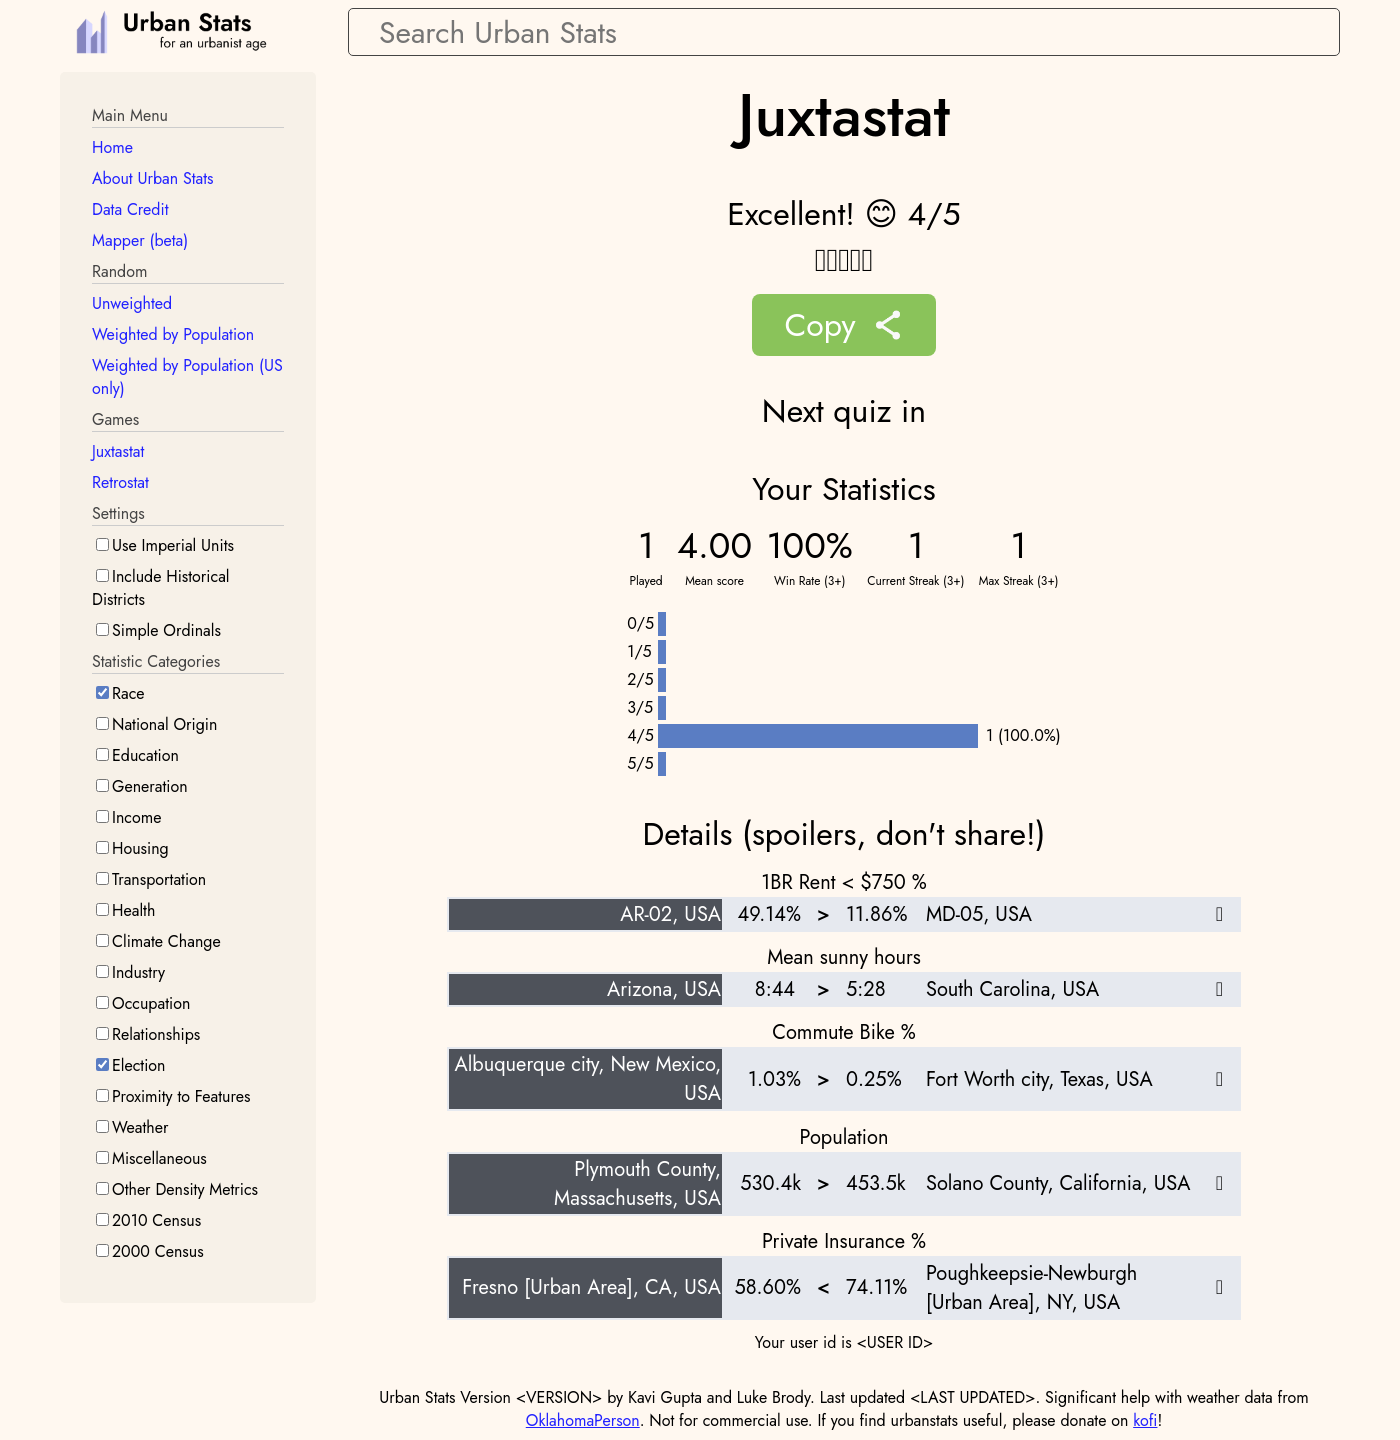 Urban Stats
for an urbanist age
Search Urban Stats
Main Menu
Home
About Urban Stats
Data Credit
Mapper (beta)
Random
Unweighted
Weighted by Population
Weighted by Population (US
only)
Games
Juxtastat
Retrostat
Settings
Use Imperial Units
Include Historical
Districts
Simple Ordinals
Statistic Categories
Race
National Origin
Education
Generation
Income
Housing
Transportation
Health
Climate Change
Industry
Occupation
Relationships
Election
Proximity to Features
Weather
Miscellaneous
Other Density Metrics
2010 Census
2000 Census
Juxtastat
Excellent! 😊 4/5
Copy
Next quiz in
Your Statistics
1 4.00 100% 1 1
Played Mean score Win Rate (3+) Current Streak (3+) Max Streak (3+)
0/5
1/5
2/5
3/5
4/5 1 (100.0%)
5/5
Details (spoilers, don't share!)
1BR Rent < $750 %
AR-02, USA 49.14% > 11.86% MD-05, USA
Mean sunny hours
Arizona, USA 8:44 > 5:28 South Carolina, USA
Commute Bike %
Albuquerque city, New Mexico,
USA 1.03% > 0.25% Fort Worth city, Texas, USA
Population
Plymouth County,
Massachusetts, USA 530.4k > 453.5k Solano County, California, USA
Private Insurance %
Fresno [Urban Area], CA, USA 58.60% < 74.11% Poughkeepsie-Newburgh
[Urban Area], NY, USA
Your user id is <USER ID>
Urban Stats Version <VERSION> by Kavi Gupta and Luke Brody. Last updated <LAST UPDATED>. Significant help with weather data from
OklahomaPerson. Not for commercial use. If you find urbanstats useful, please donate on kofi!